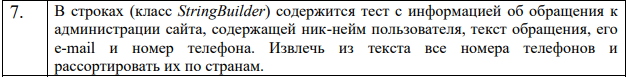 7.
В строках (класс StringBuilder) содержится тест с информацией об обращения к
администрации сайта, содержащей ник-нейм пользователя, текст обращения, его
e-mail и номер телефона. Извлечь из текста все номера телефонов и
рассортировать их по странам.